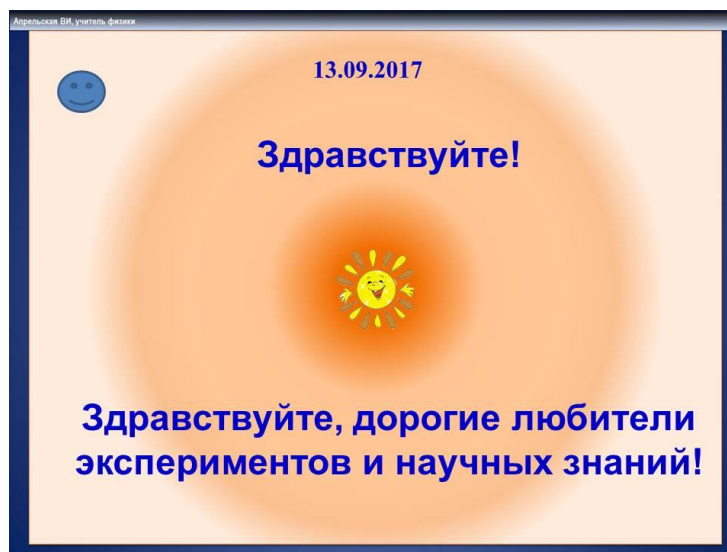 Апрельская ВИ, учитель физики
13.09.2017
Здравствуйте!
Здравствуйте, дорогие любители
экспериментов и научных знаний!